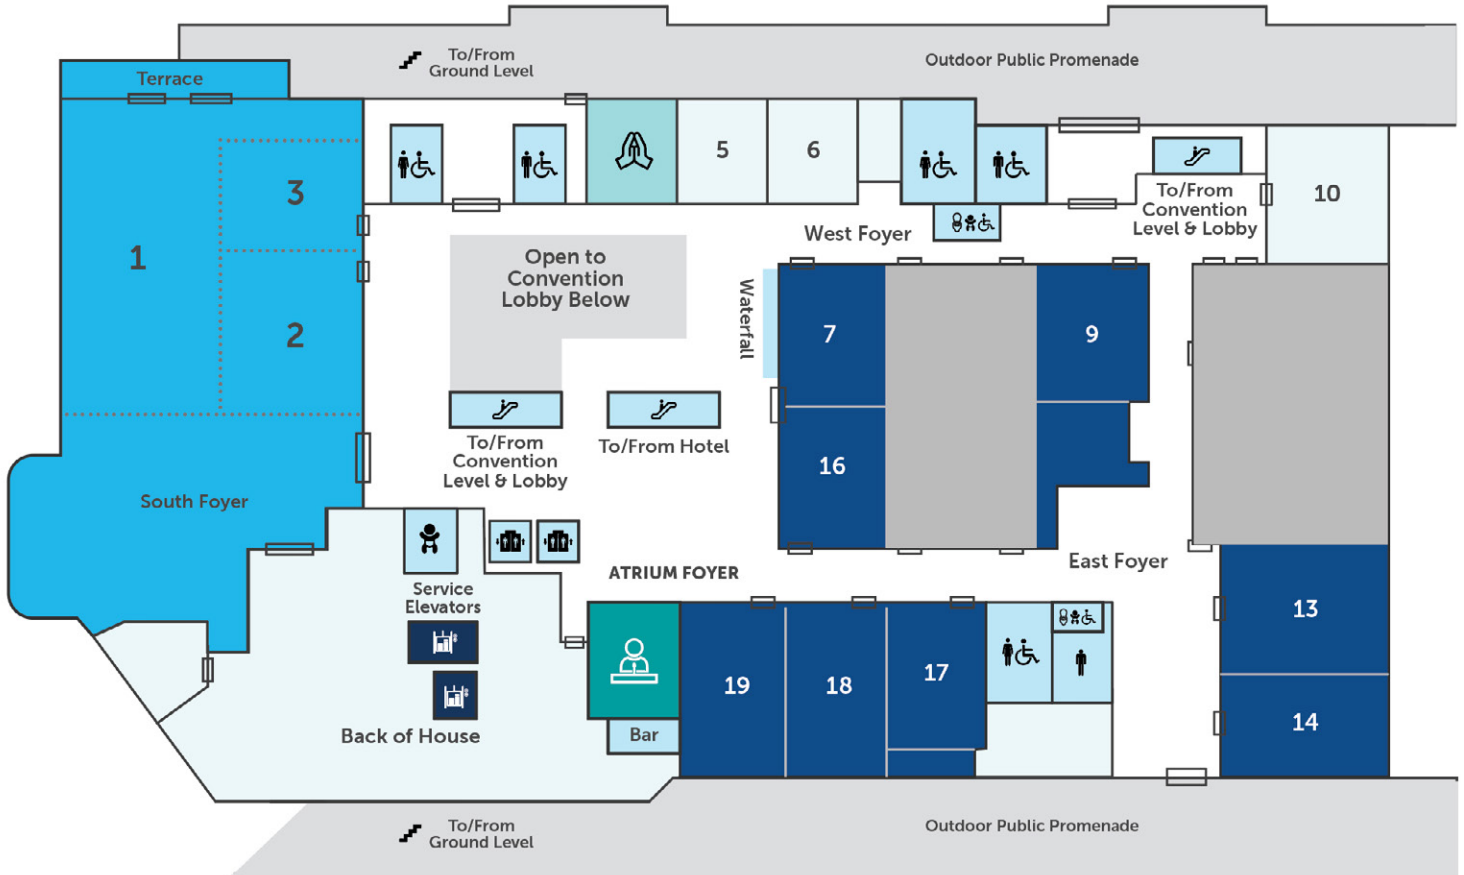 To/From
Ground Level
Outdoor Public Promenade
Terrace
5
6
3
1
2
10
To/From
Convention
Level & Lobby
West Foyer
Open to
Convention
Lobby Below
Waterfall
7
9
To/From
Convention
Level & Lobby
To/From Hotel
16
South Foyer
ATRIUM FOYER
East Foyer
Service
Elevators
13
19
18
17
14
Bar
Back of House
To/From
Ground Level
Outdoor Public Promenade